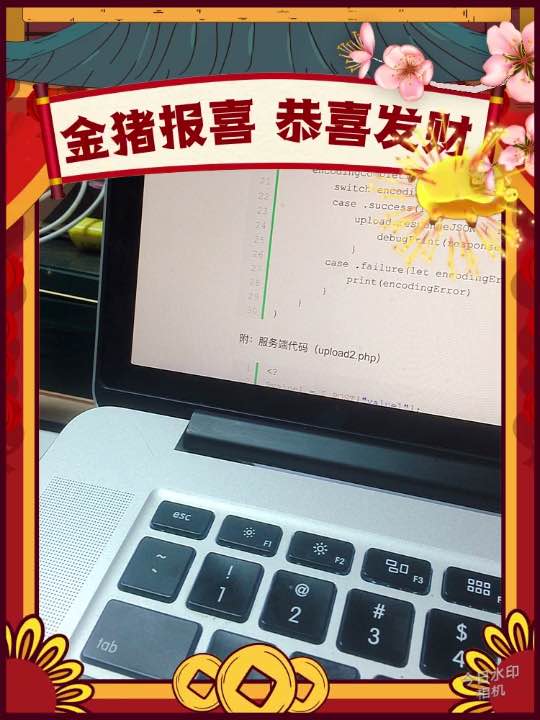 金猪报喜 恭喜发财
21
22 switch encodi
23 case .success(
24 upload.responseJSON
25 debugPrint(response
26 }
27 case .failure(let encodingEr
28 print(encodingError)
29 }
30 }
附：服务端代码（upload2.php）
1 <?
esc
F1
F2
F3
F
~
`
!
1
@
2
#
3
$
4
tab
今日水印
相机